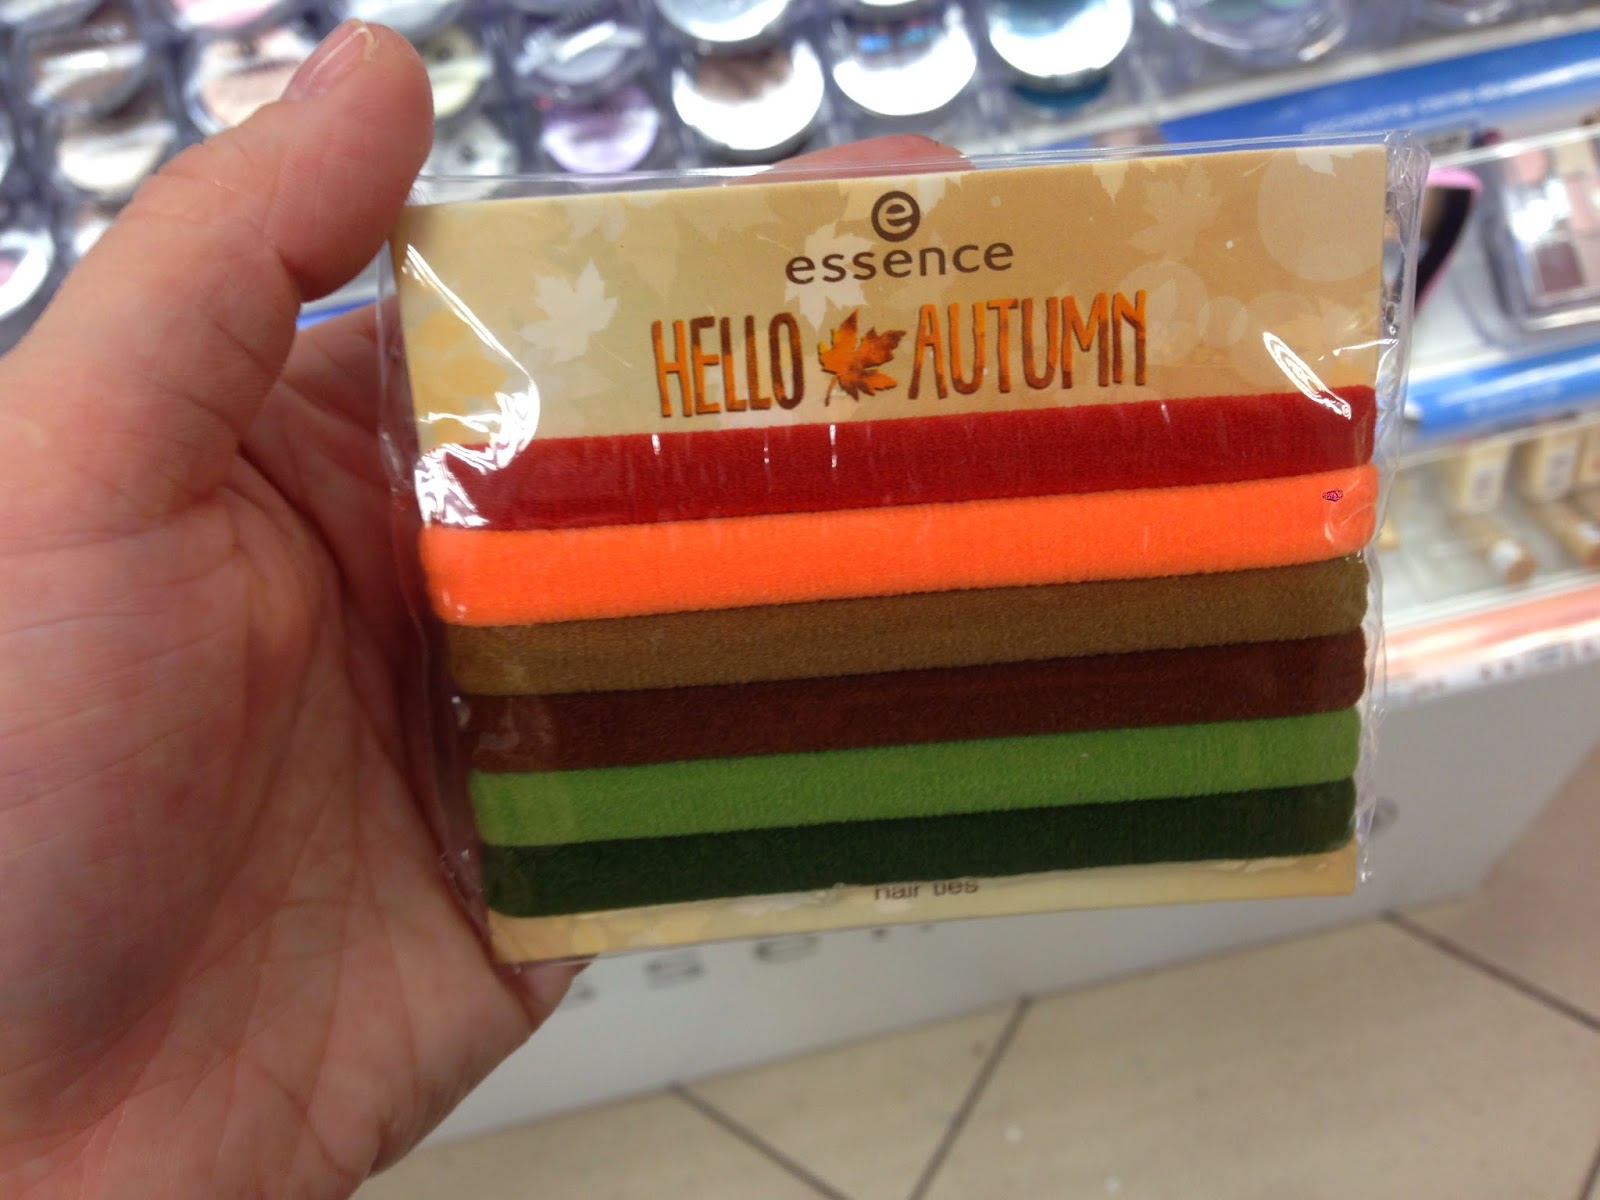 e
essence
HELLO AUTUMN
hair ties